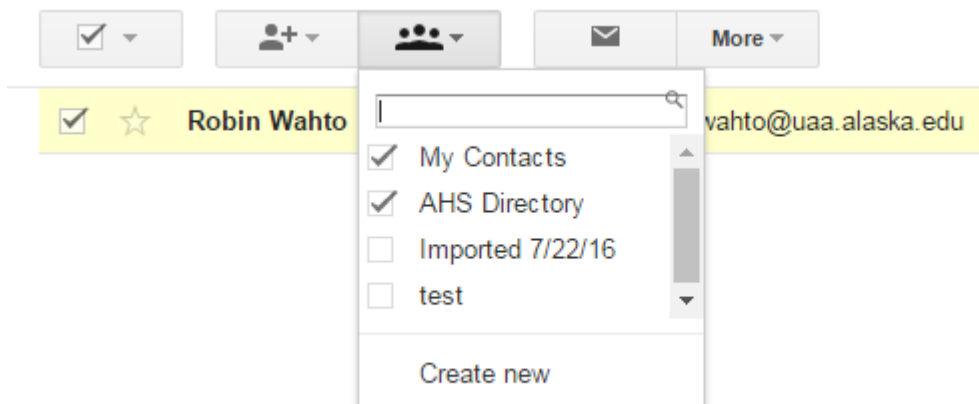 More
Robin Wahto wahto@uaa.alaska.edu
My Contacts
AHS Directory
Imported 7/22/16
test
Create new